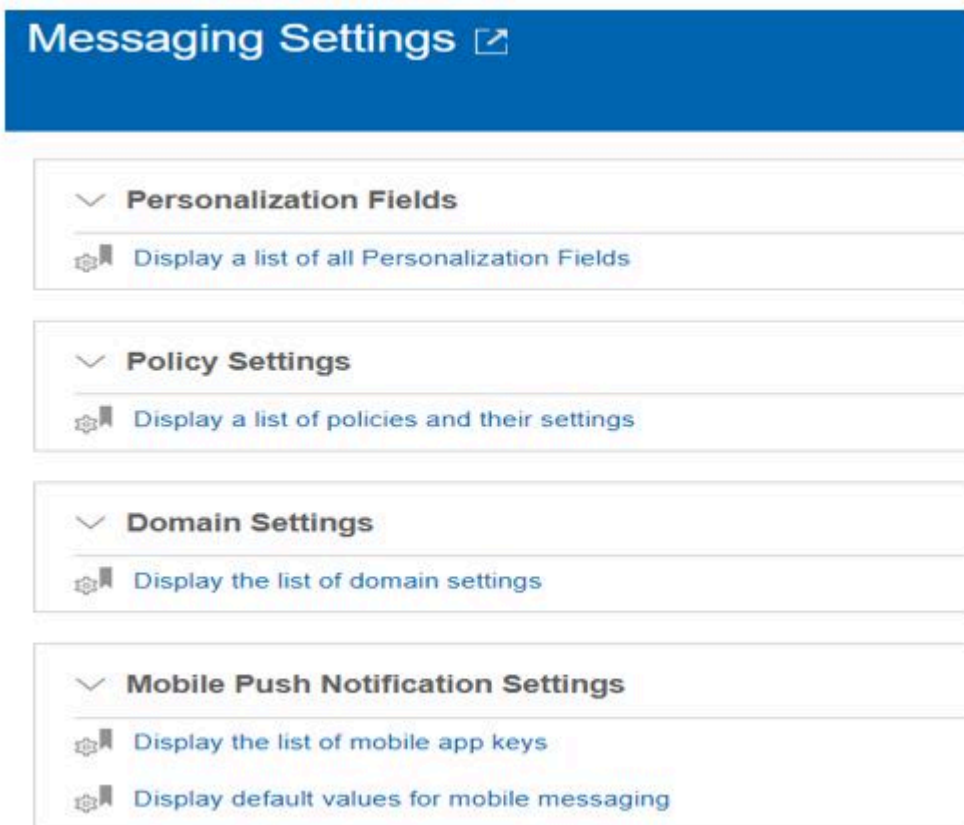 Messaging Settings
Personalization Fields
Display a list of all Personalization Fields
Policy Settings
Display a list of policies and their settings
Domain Settings
Display the list of domain settings
Mobile Push Notification Settings
Display the list of mobile app keys
Display default values for mobile messaging